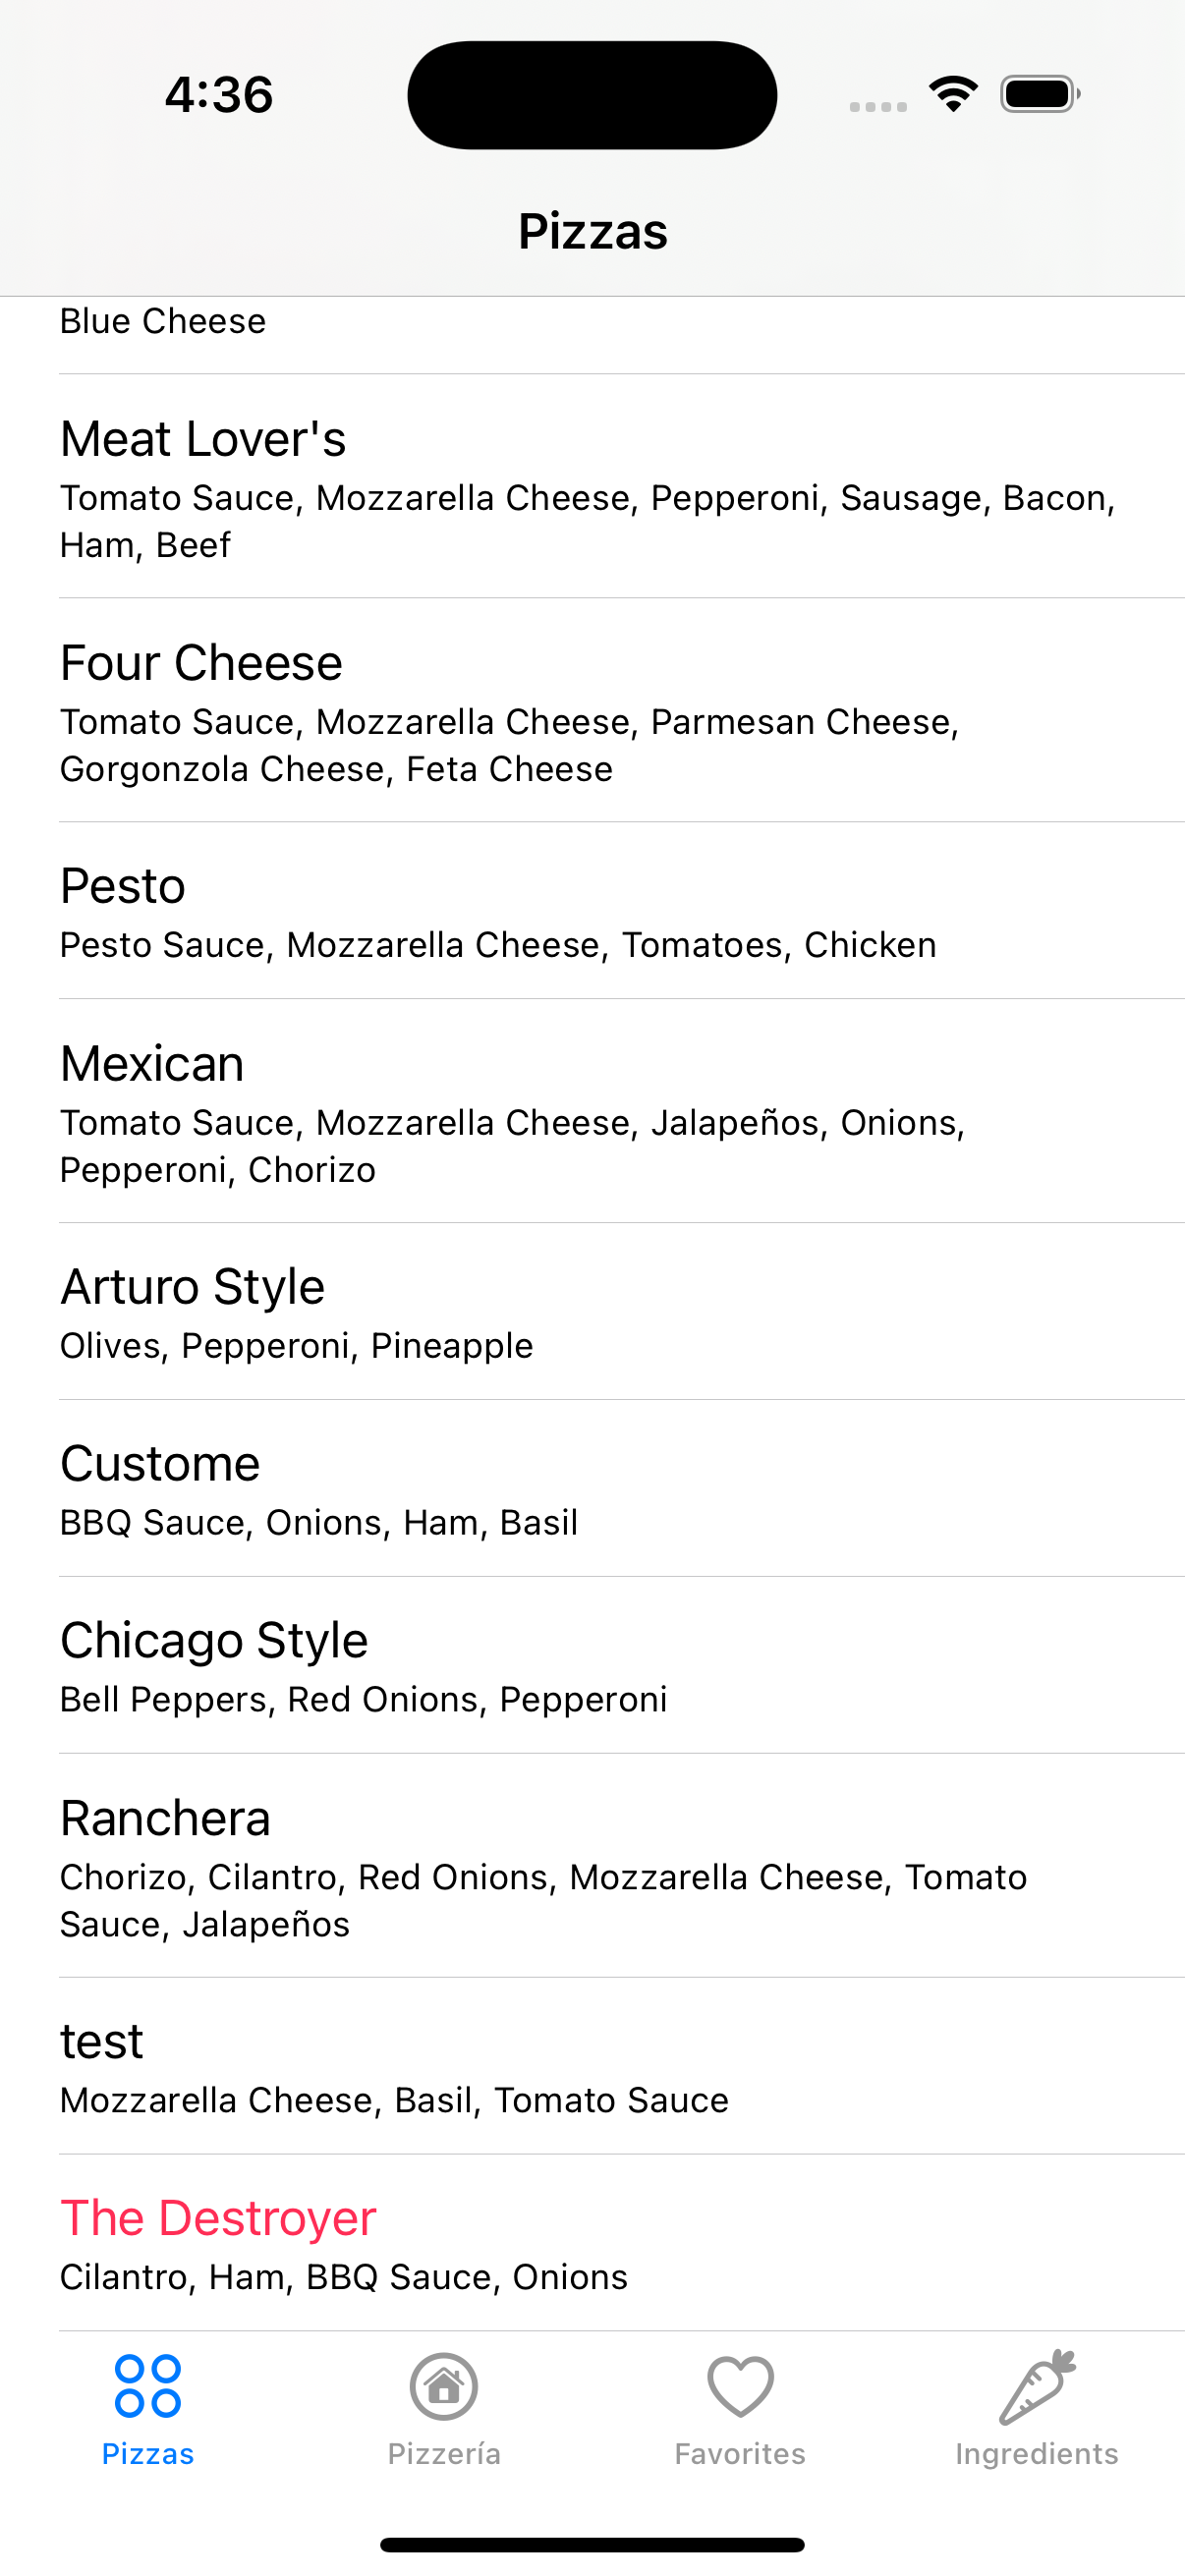 4:36
Pizzas
Blue Cheese
Meat Lover's
Tomato Sauce, Mozzarella Cheese, Pepperoni, Sausage, Bacon,
Ham, Beef
Four Cheese
Tomato Sauce, Mozzarella Cheese, Parmesan Cheese,
Gorgonzola Cheese, Feta Cheese
Pesto
Pesto Sauce, Mozzarella Cheese, Tomatoes, Chicken
Mexican
Tomato Sauce, Mozzarella Cheese, Jalapeños, Onions,
Pepperoni, Chorizo
Arturo Style
Olives, Pepperoni, Pineapple
Custome
BBQ Sauce, Onions, Ham, Basil
Chicago Style
Bell Peppers, Red Onions, Pepperoni
Ranchera
Chorizo, Cilantro, Red Onions, Mozzarella Cheese, Tomato
Sauce, Jalapeños
test
Mozzarella Cheese, Basil, Tomato Sauce
The Destroyer
Cilantro, Ham, BBQ Sauce, Onions
Pizzas Pizzería Favorites Ingredients